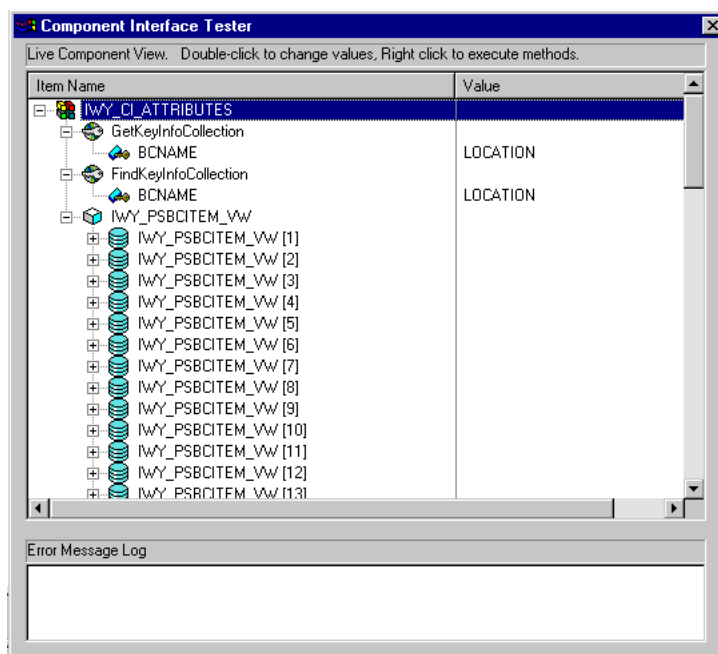 Component Interface Tester
Live Component View. Double-click to change values, Right click to execute methods.
Item Name Value
IWY_CI_ATTRIBUTES
GetKeyInfoCollection
BCNAME LOCATION
FindKeyInfoCollection
BCNAME LOCATION
IWY_PSBCITEM_VW
IWY_PSBCITEM_VW [1]
IWY_PSBCITEM_VW [2]
IWY_PSBCITEM_VW [3]
IWY_PSBCITEM_VW [4]
IWY_PSBCITEM_VW [5]
IWY_PSBCITEM_VW [6]
IWY_PSBCITEM_VW [7]
IWY_PSBCITEM_VW [8]
IWY_PSBCITEM_VW [9]
IWY_PSBCITEM_VW [10]
IWY_PSBCITEM_VW [11]
IWY_PSBCITEM_VW [12]
IWY_PSBCITEM_VW [13]
Error Message Log